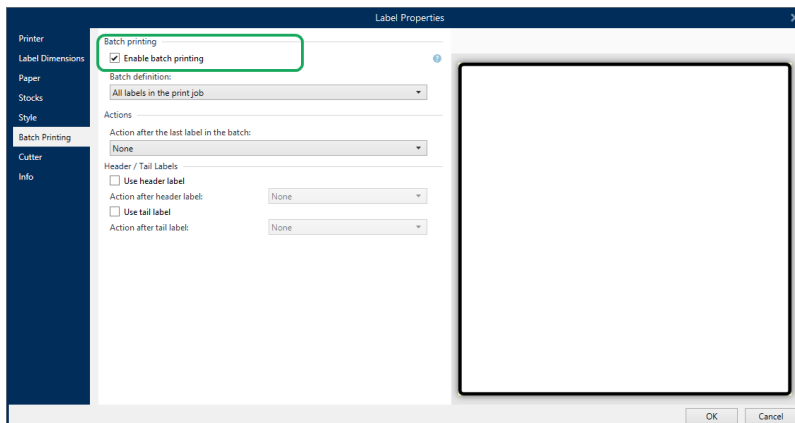 Label Properties
Printer
Label Dimensions
Paper
Stocks
Style
Batch Printing
Cutter
Info
Batch printing
Enable batch printing
?
Batch definition:
All labels in the print job
Actions
Action after the last label in the batch:
None
Header / Tail Labels
Use header label
Action after header label: None
Use tail label
Action after tail label: None
OK Cancel